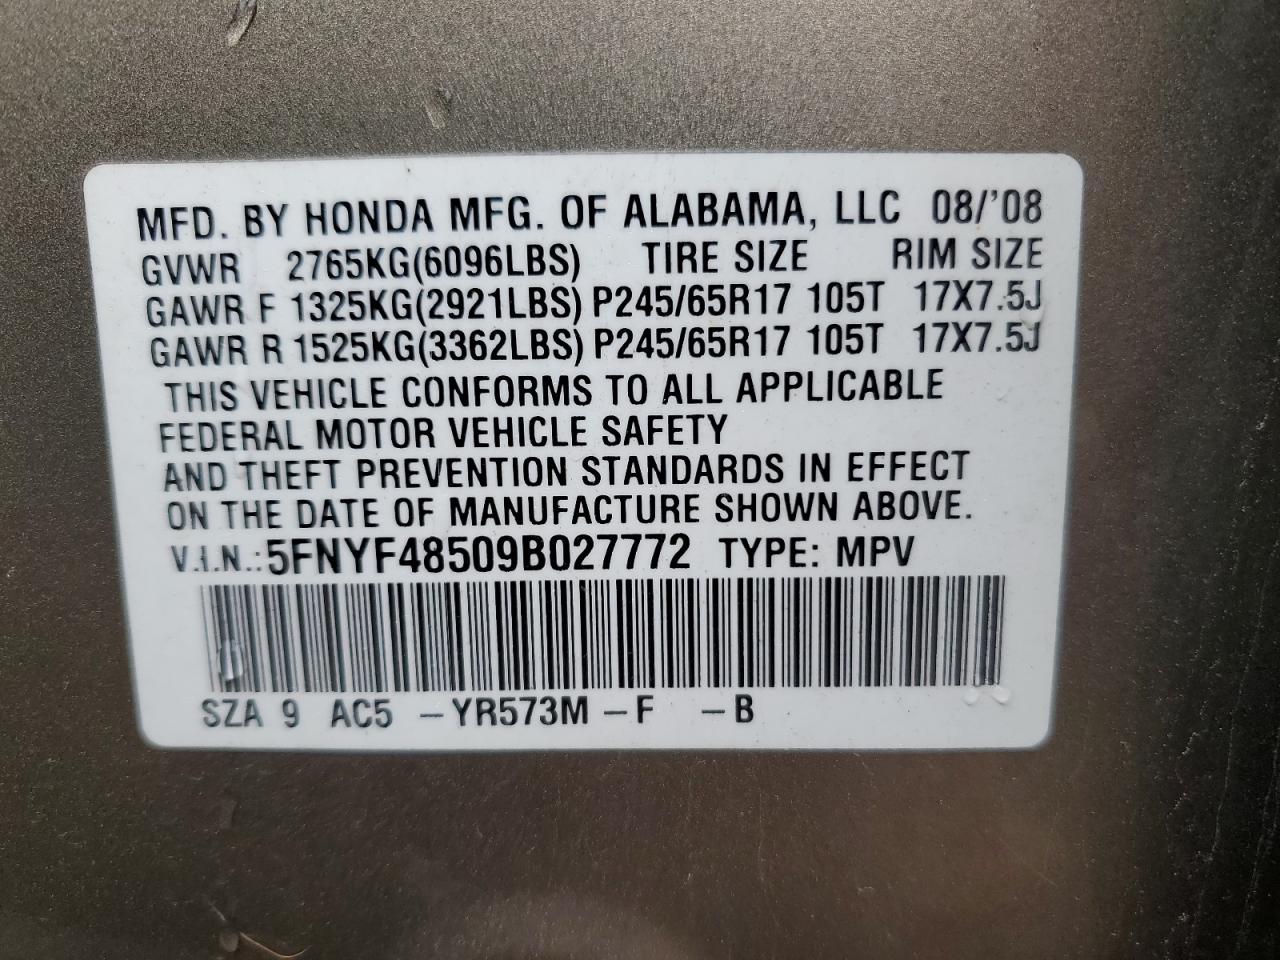 MFD. BY HONDA MFG. OF ALABAMA, LLC 08/'08
GVWR 2765KG(6096LBS) TIRE SIZE RIM SIZE
GAWR F 1325KG(2921LBS) P245/65R17 105T 17X7.5J
GAWR R 1525KG(3362LBS) P245/65R17 105T 17X7.5J
THIS VEHICLE CONFORMS TO ALL APPLICABLE
FEDERAL MOTOR VEHICLE SAFETY
AND THEFT PREVENTION STANDARDS IN EFFECT
ON THE DATE OF MANUFACTURE SHOWN ABOVE.
V.I.N.: 5FNYF48509B027772 TYPE: MPV
SZA 9 AC5 -YR573M -F -B